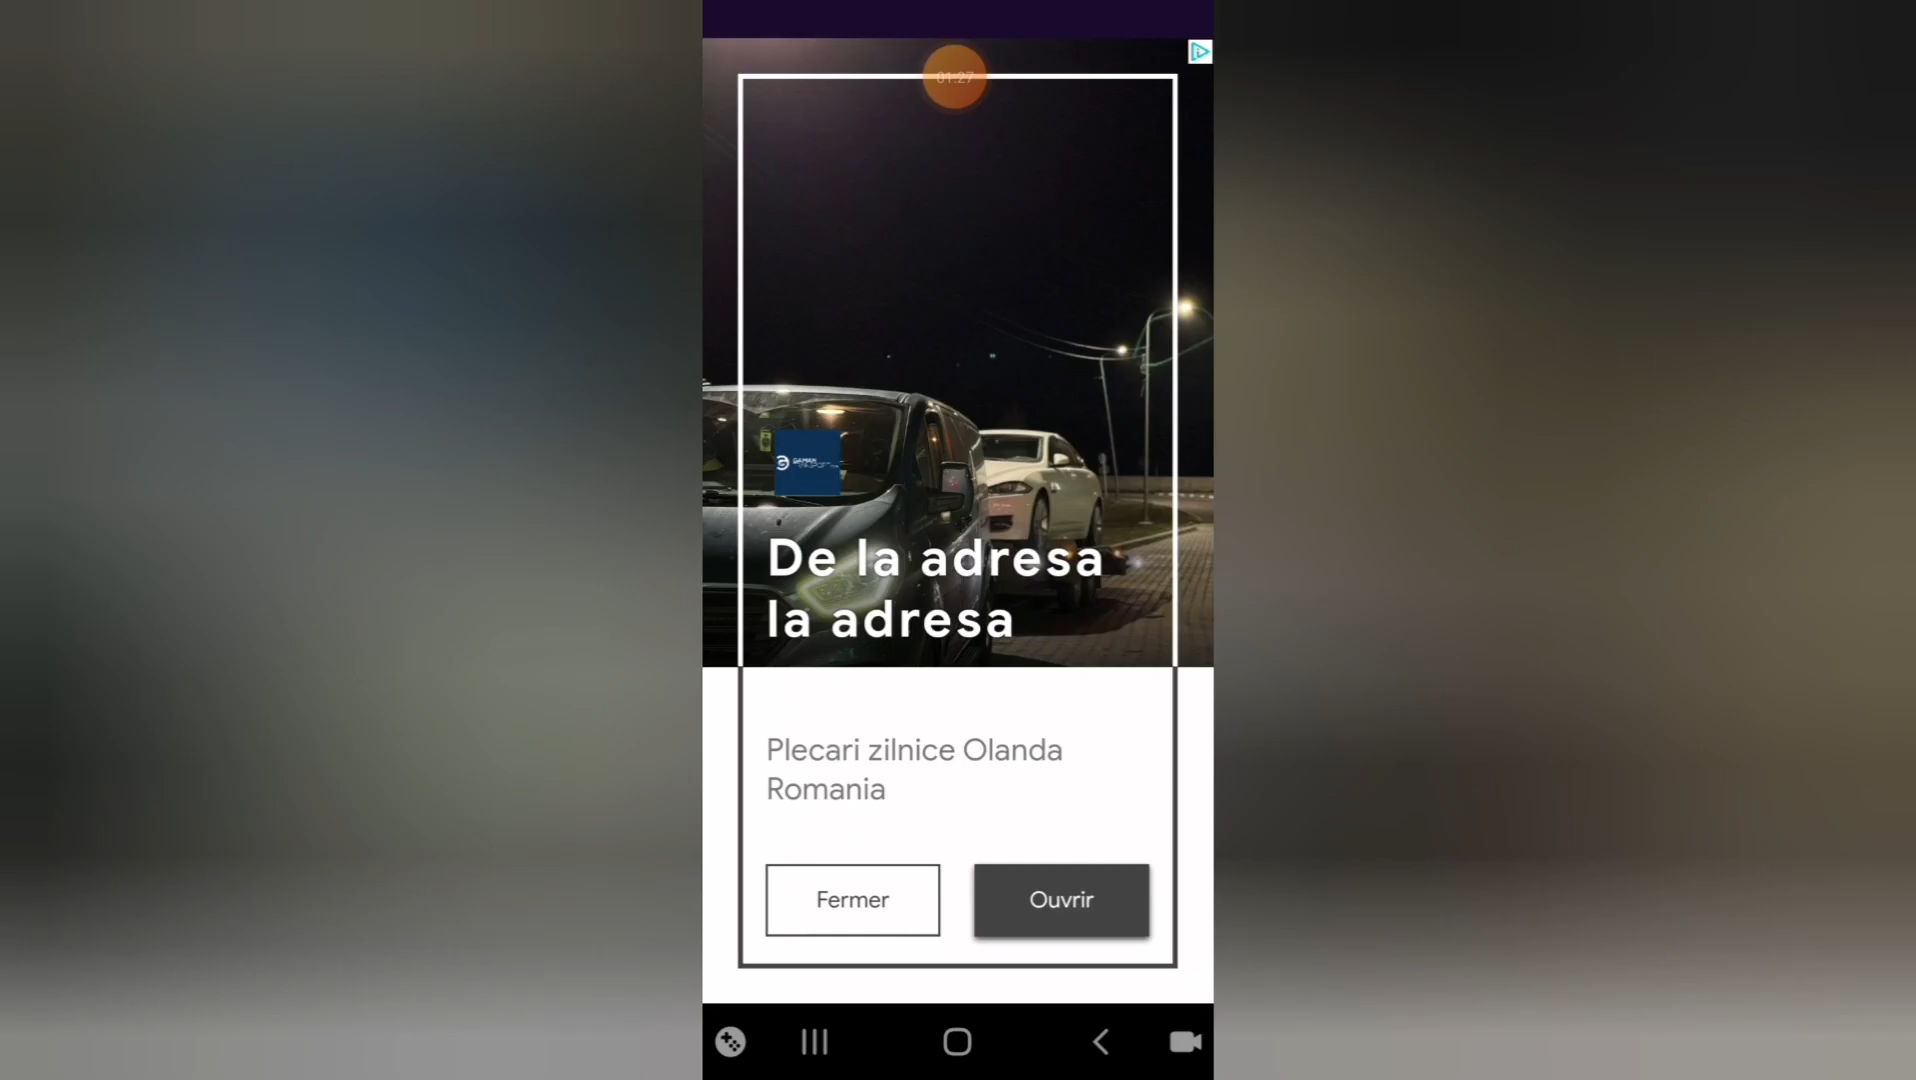 01:27
De la adresa
la adresa
Plecari zilnice Olanda
Romania
Fermer
Ouvrir